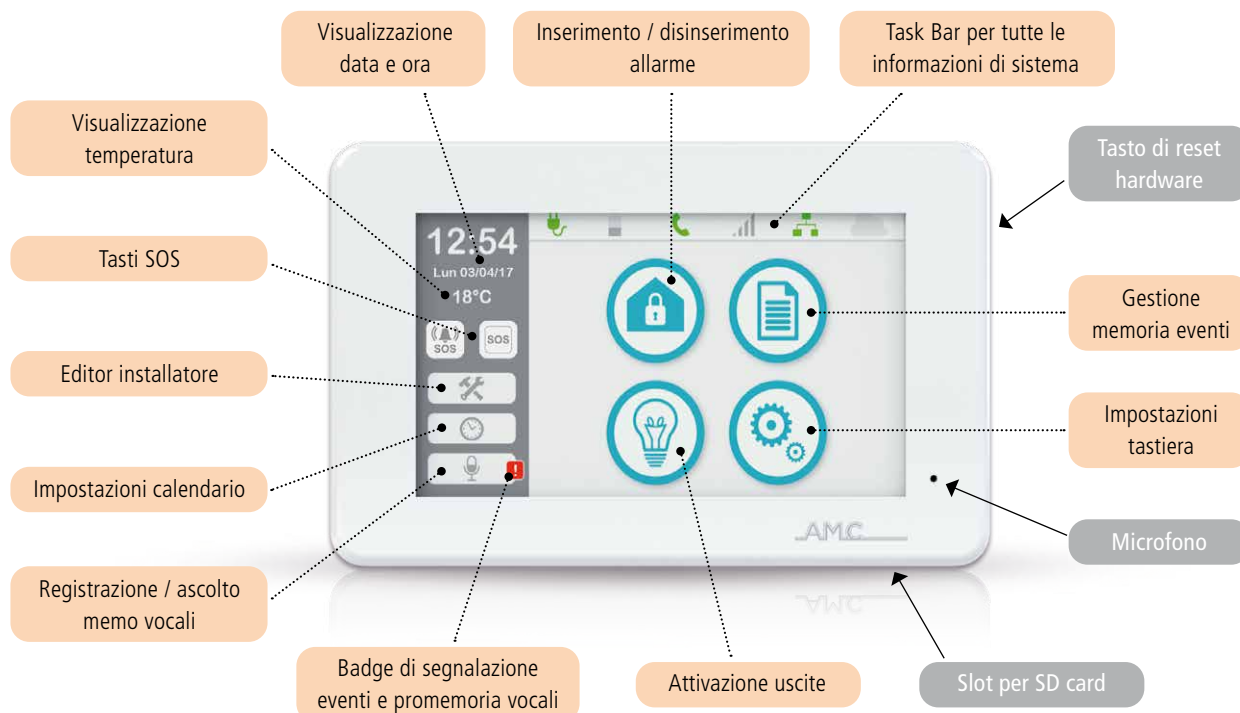 Visualizzazione
data e ora
Inserimento / disinserimento
allarme
Task Bar per tutte le
informazioni di sistema
Visualizzazione
temperatura
Tasto di reset
hardware
12:54
Lun 03/04/17
18°C
Tasti SOS
SOS
SOS
Gestione
memoria eventi
Editor installatore
Impostazioni
tastiera
Impostazioni calendario
AMC
Microfono
Registrazione / ascolto
memo vocali
Badge di segnalazione
eventi e promemoria vocali
Attivazione uscite
Slot per SD card